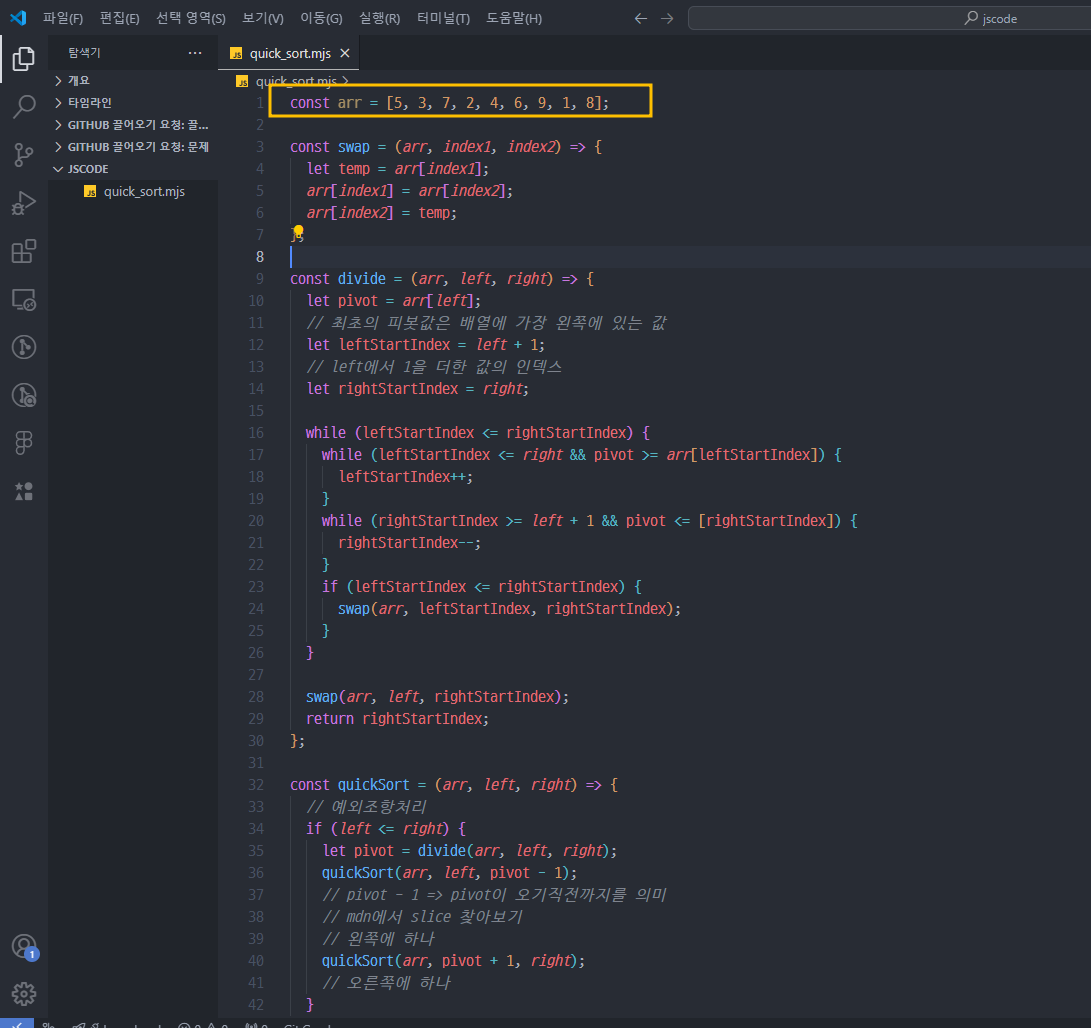 파일(F) 편집(E) 선택 영역(S) 보기(V) 이동(G) 실행(R) 터미널(T) 도움말(H) ← → jscode
탐색기 ···
JS quick_sort.mjs ×
개요
타임라인
GITHUB 끌어오기 요청: 끌...
GITHUB 끌어오기 요청: 문제
JSCODE
JS quick_sort.mjs
JS quick_sort.mjs >
1 const arr = [5, 3, 7, 2, 4, 6, 9, 1, 8];
2
3 const swap = (arr, index1, index2) => {
4 let temp = arr[index1];
5 arr[index1] = arr[index2];
6 arr[index2] = temp;
7 };
8
9 const divide = (arr, left, right) => {
10 let pivot = arr[left];
11 // 최초의 피봇값은 배열에 가장 왼쪽에 있는 값
12 let leftStartIndex = left + 1;
13 // left에서 1을 더한 값의 인덱스
14 let rightStartIndex = right;
15
16 while (leftStartIndex <= rightStartIndex) {
17 while (leftStartIndex <= right && pivot >= arr[leftStartIndex]) {
18 leftStartIndex++;
19 }
20 while (rightStartIndex >= left + 1 && pivot <= [rightStartIndex]) {
21 rightStartIndex--;
22 }
23 if (leftStartIndex <= rightStartIndex) {
24 swap(arr, leftStartIndex, rightStartIndex);
25 }
26 }
27
28 swap(arr, left, rightStartIndex);
29 return rightStartIndex;
30 };
31
32 const quickSort = (arr, left, right) => {
33 // 예외조항처리
34 if (left <= right) {
35 let pivot = divide(arr, left, right);
36 quickSort(arr, left, pivot - 1);
37 // pivot - 1 => pivot이 오기직전까지를 의미
38 // mdn에서 slice 찾아보기
39 // 왼쪽에 하나
40 quickSort(arr, pivot + 1, right);
41 // 오른쪽에 하나
42 }
1